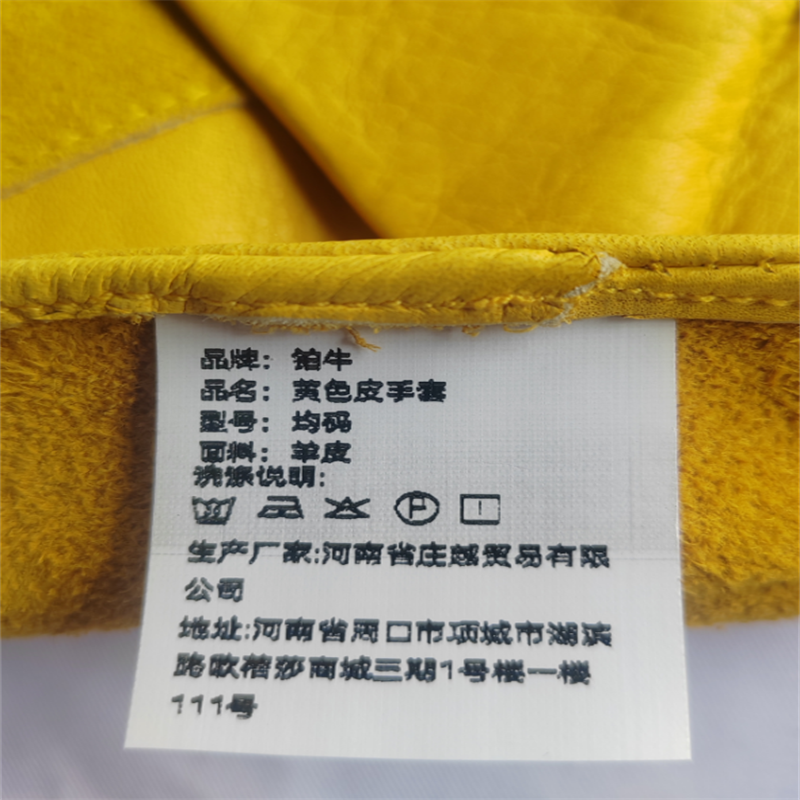 品牌：铂牛
品名：黄色皮手套
型号：均码
面料：羊皮
洗涤说明：
P
生产厂家:河南省庄越贸易有限
公司
地址:河南省周口市项城市湖滨
路欧蓓莎商城三期1号楼一楼
111号